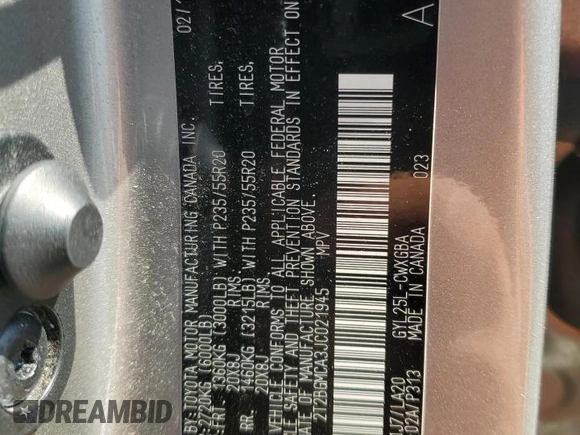 02/
BY:TOYOTA MOTOR MANUFACTURING CANADA INC.
2720KG (6000LB)
FRT. 1360KG (3000LB) WITH P235/55R20 TIRES,
20X8J RIMS
RR. 1460KG (3215LB) WITH P235/55R20 TIRES,
20X8J RIMS
VEHICLE CONFORMS TO ALL APPLICABLE FEDERAL MOTOR
SAFETY AND THEFT PREVENTION STANDARDS IN EFFECT ON
DATE OF MANUFACTURE SHOWN ABOVE.
2T2BGMCA3JC021945 MPV
A
023
GYL25L-CWXGBA
MADE IN CANADA
/LA20
02A/P313
DREAMBID